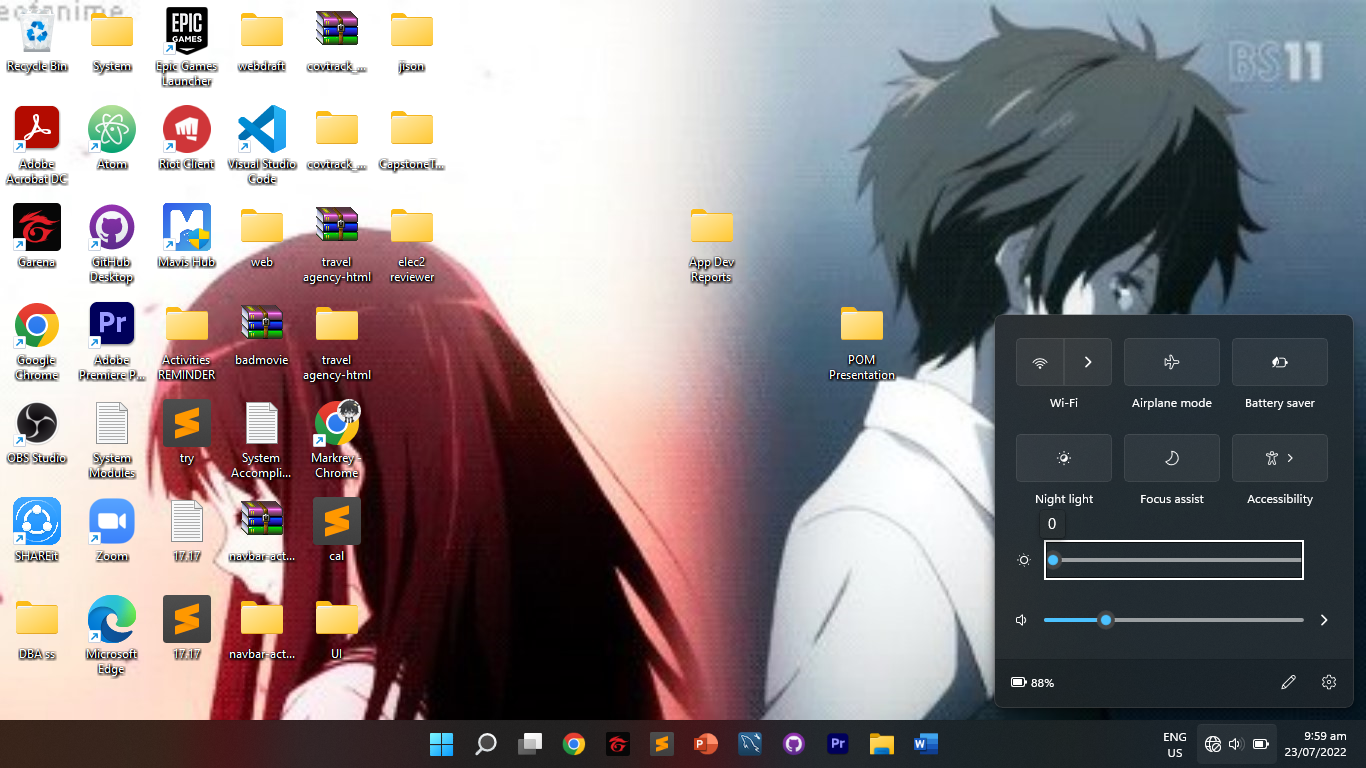 Recycle Bin
System
EPIC
GAMES
Epic Games
Launcher
webdraft
covtrack_...
jison
BS11
Adobe
Acrobat DC
Atom
Riot Client
Visual Studio
Code
covtrack_...
CapstoneT...
Garena
GitHub
Desktop
Mavis Hub
web
travel
agency-html
elec2
reviewer
App Dev
Reports
Google
Chrome
Pr
Adobe
Premiere P...
Activities
REMINDER
badmovie
travel
agency-html
POM
Presentation
OBS Studio
System
Modules
try
System
Accompli...
Markrey -
Chrome
SHAREit
Zoom
17.17
navbar-act...
cal
DBA ss
Microsoft
Edge
17.17
navbar-act...
UI
Wi-Fi
Airplane mode
Battery saver
Night light
Focus assist
Accessibility
0
88%
P
Pr
W
ENG
US
9:59 am
23/07/2022